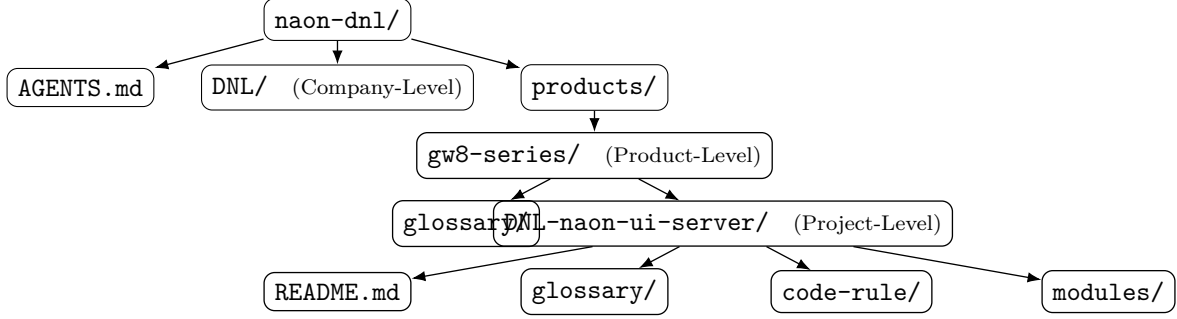 naon-dnl/
AGENTS.md
DNL/ (Company-Level)
products/
gw8-series/ (Product-Level)
glossary/
DNL-naon-ui-server/ (Project-Level)
README.md
glossary/
code-rule/
modules/